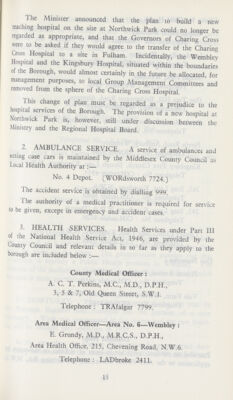 The Minister announced that the plan to build a new
teaching hospital on the site at Northwick Park could no longer be
regarded as appropriate, and that the Governors of Charing Cross
were to be asked if they would agree to the transfer of the Charing
Cross Hospital to a site in Fulham. Incidentally, the Wembley
Hospital and the Kingsbury Hospital, situated within the boundaries
of the Borough, would almost certainly in the future be allocated, for
management purposes, to local Group Management Committees and
removed from the sphere of the Charing Cross Hospital.
This change of plan must be regarded as a prejudice to the
hospital services of the Borough. The provision of a new hospital at
Northwick Park is, however, still under discussion between the
Ministry and the Regional Hospital Board.
2. AMBULANCE SERVICE. A service of ambulances and
sitting case cars is maintained by the Middlesex County Council as
Local Health Authority at :—
No. 4 Depot. [WORdsworth 7724.]
The accident service is obtained by dialling 999.
The authority of a medical practitioner is required for service
to be given, except in emergency and accident cases.
3. HEALTH SERVICES. Health Services under Part III
of the National Health Service Act, 1946, are provided by the
County Council and relevant details in so far as they apply to the
borough are included below :—
County Medical Officer :
A. C. T. Perkins, M.C., M.D., D.P.H.,
3, 5 & 7, Old Queen Street, S.W.1.
Telephone : TRAfalgar 7799.
Area Medical Officer—Area No. 6—Wembley :
E. Grundy, M.D., M.R.C.S., D.P.H.,
Area Health Office, 215, Chevening Road, N.W.6.
Telephone : LADbroke 2411.